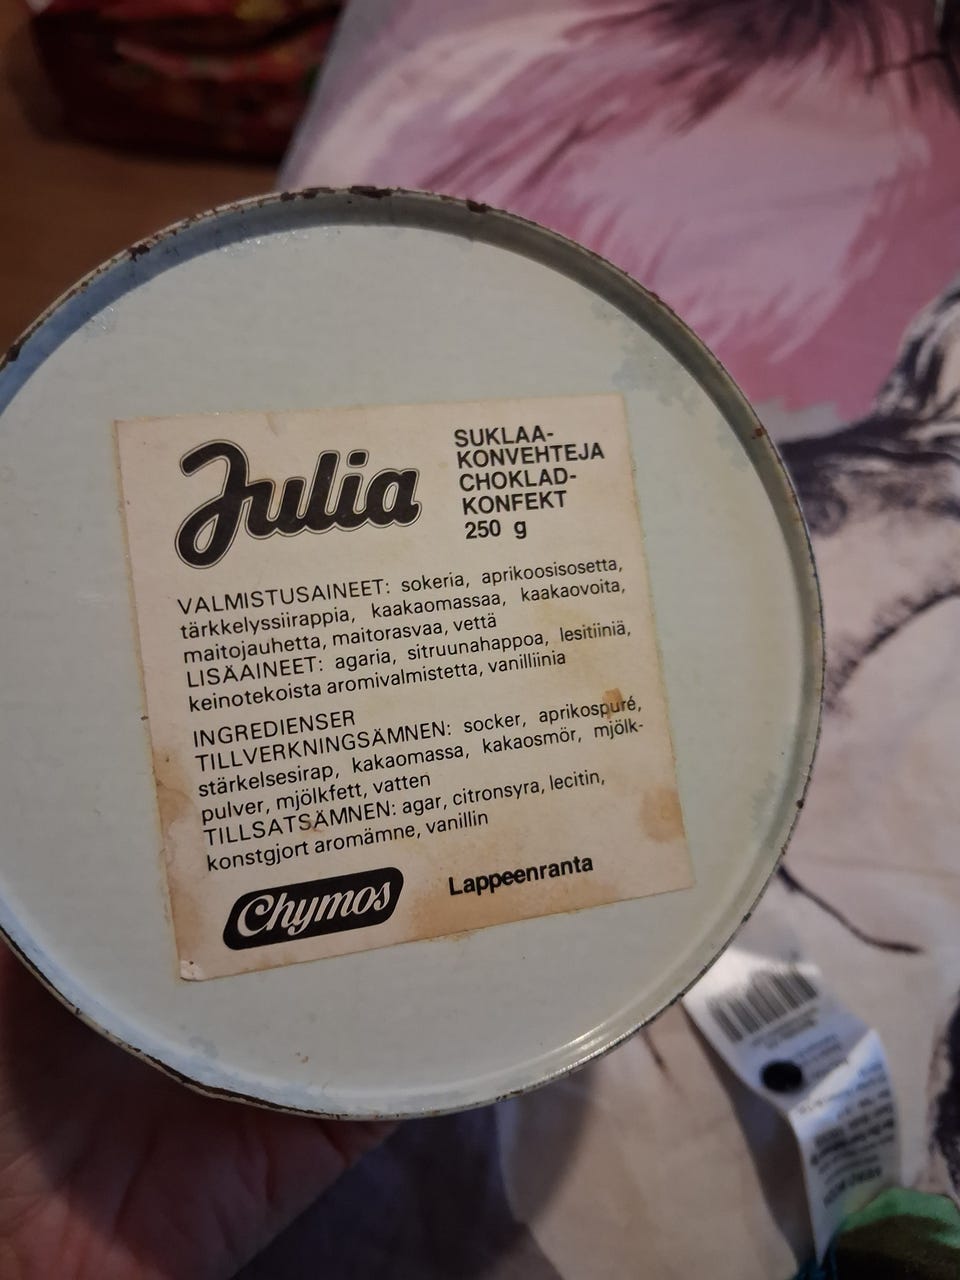 Julia
SUKLAA-
KONVEHTEJA
CHOKLAD-
KONFEKT
250 g
VALMISTUSAINEET: sokeria, aprikoosisosetta,
tärkkelyssiirappia, kaakaomassaa, kaakaovoita,
maitojauhetta, maitorasvaa, vettä
LISÄAINEET: agaria, sitruunahappoa, lesitiiniä,
keinotekoista aromivalmistetta, vanilliinia
INGREDIENSER
TILLVERKNINGSÄMNEN: socker, aprikospuré,
stärkelsesirap, kakaomassa, kakaosmör, mjölk-
pulver, mjölkfett, vatten
TILLSATSÄMNEN: agar, citronsyra, lecitin,
konstgjort aromämne, vanillin
Chymos
Lappeenranta